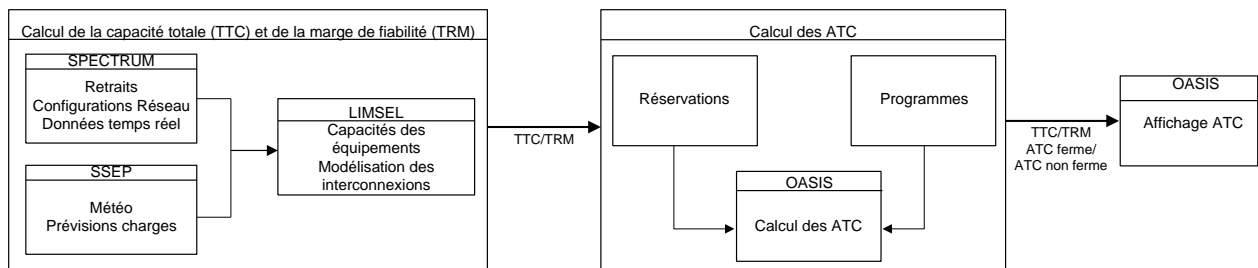 Calcul de la capacité totale (TTC) et de la marge de fiabilité (TRM)
SPECTRUM
Retraits
Configurations Réseau
Données temps réel
SSEP
Météo
Prévisions charges
LIMSEL
Capacités des
équipements
Modélisation des
interconnexions
TTC/TRM
Calcul des ATC
Réservations
Programmes
OASIS
Calcul des ATC
TTC/TRM
ATC ferme/
ATC non ferme
OASIS
Affichage ATC